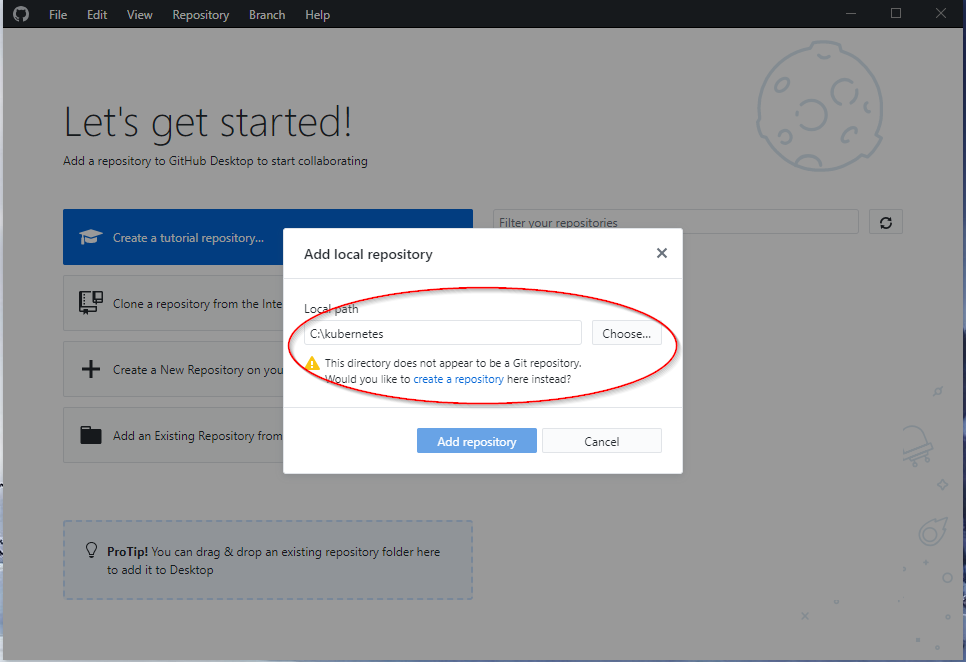 File Edit View Repository Branch Help
Let's get started!
Add a repository to GitHub Desktop to start collaborating
Create a tutorial repository...
Filter your repositories
Clone a repository from the Inte
Create a New Repository on you
Add an Existing Repository from
Add local repository
Local path
C:\kubernetes
Choose...
This directory does not appear to be a Git repository.
Would you like to create a repository here instead?
Add repository
Cancel
ProTip! You can drag & drop an existing repository folder here
to add it to Desktop